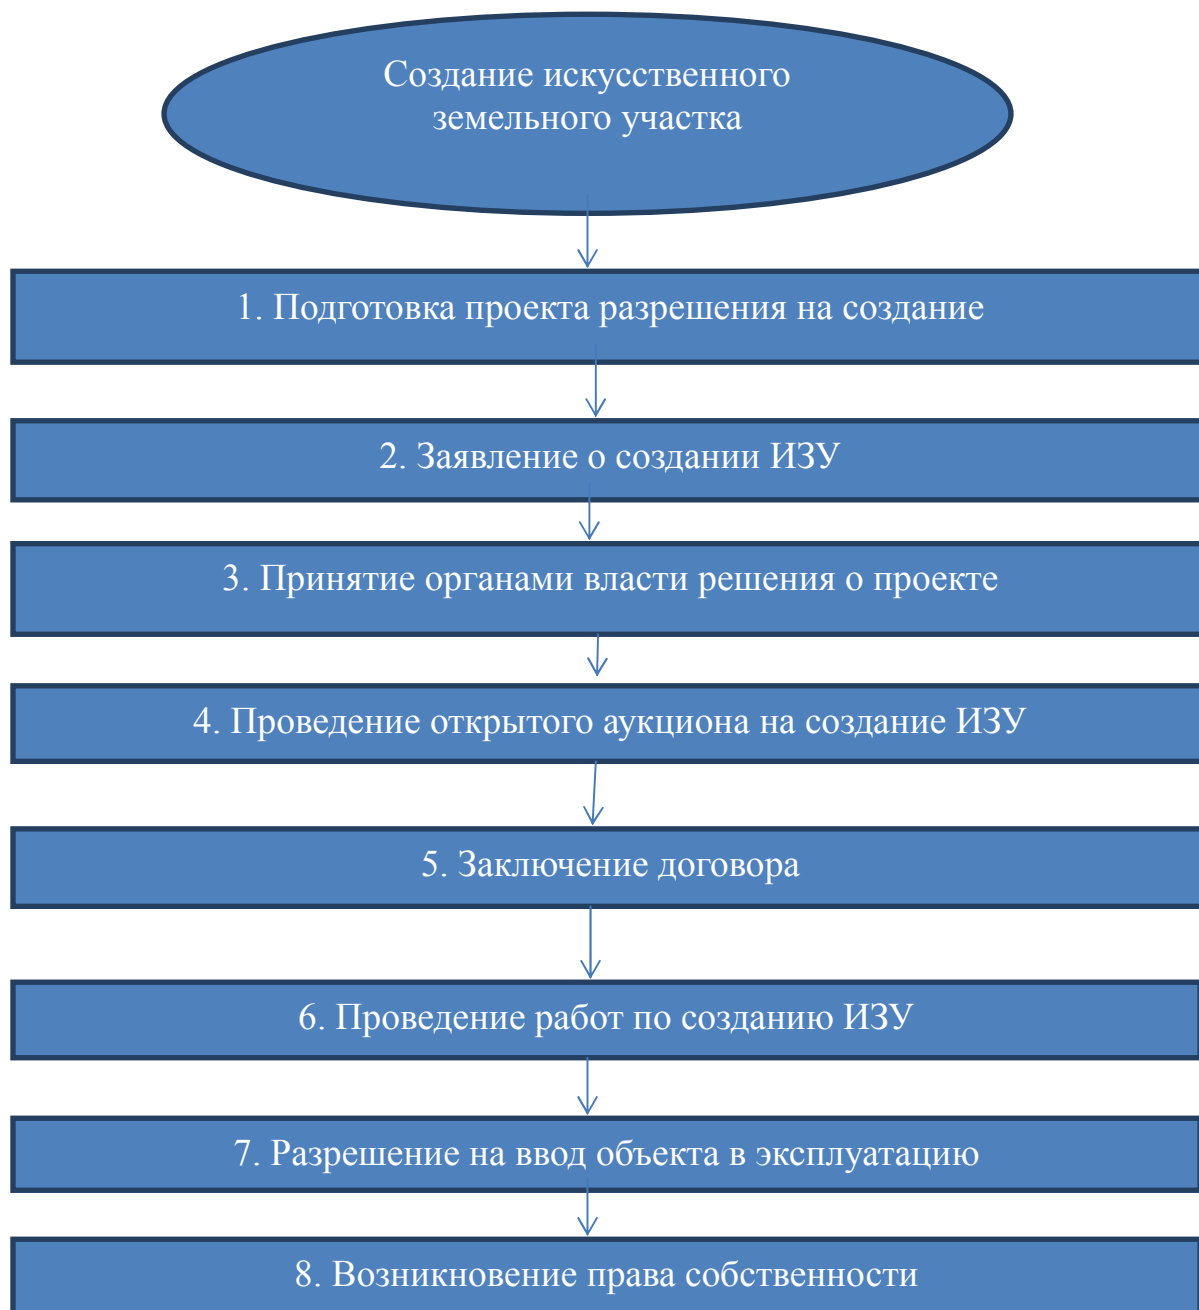 Создание искусственного
земельного участка
1. Подготовка проекта разрешения на создание
2. Заявление о создании ИЗУ
3. Принятие органами власти решения о проекте
4. Проведение открытого аукциона на создание ИЗУ
5. Заключение договора
6. Проведение работ по созданию ИЗУ
7. Разрешение на ввод объекта в эксплуатацию
8. Возникновение права собственности